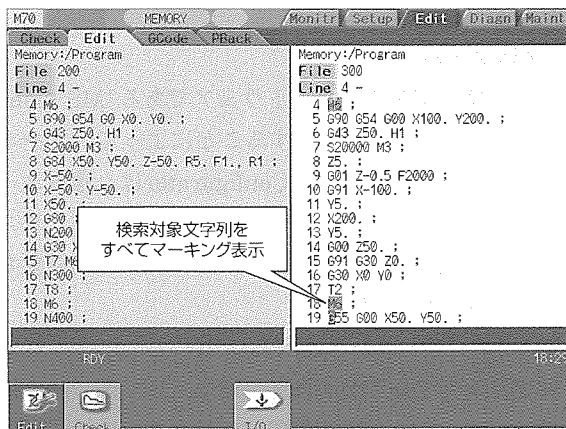 M70 MEMORY Monitr Setup Edit Diagn Maint
Check Edit GCode PBack
Memory:/Program
File 200
Line 4 -
4 M6 ;
5 G90 G54 G0 X0. Y0. ;
6 G43 Z50. H1 ;
7 S2000 M3 ;
8 G84 X50. Y50. Z-50. R5. F1., R1 ;
9 X-50. ;
10 X-50. Y-50. ;
11 X50. ;
12 G80 ;
13 N200
14 G30 X
15 T7 M6
16 N300 ;
17 T8 ;
18 M6 ;
19 N400 ;
検索対象文字列を
すべてマーキング表示
Memory:/Program
File 300
Line 4 -
4 M6 ;
5 G90 G54 G00 X100. Y200. ;
6 G43 Z50. H1 ;
7 S20000 M3 ;
8 Z5. ;
9 G01 Z-0.5 F2000 ;
10 G91 X-100. ;
11 Y5. ;
12 X200. ;
13 Y5. ;
14 G00 Z50. ;
15 G91 G30 Z0. ;
16 G30 X0 Y0 ;
17 T2 ;
18 M6 ;
19 G55 G00 X50. Y50. ;
RDY 18:29
Edit Check I/O